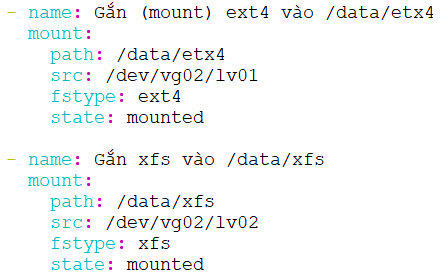 - name: Gắn (mount) ext4 vào /data/etx4
  mount:
    path: /data/etx4
    src: /dev/vg02/lv01
    fstype: ext4
    state: mounted

- name: Gắn xfs vào /data/xfs
  mount:
    path: /data/xfs
    src: /dev/vg02/lv02
    fstype: xfs
    state: mounted